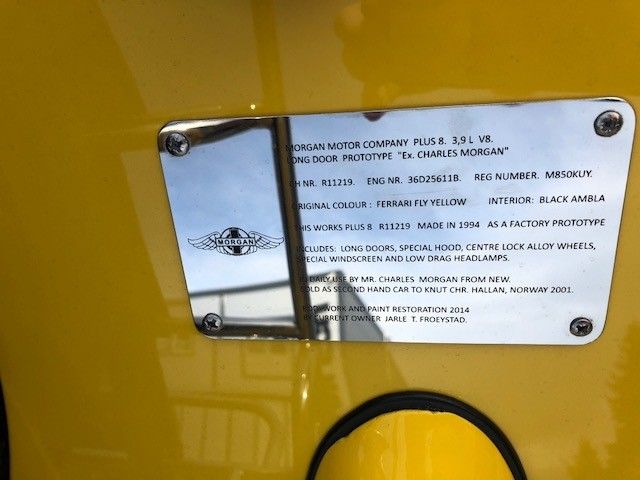 MORGAN MOTOR COMPANY PLUS 8. 3,9 L V8.
LONG DOOR PROTOTYPE "Ex. CHARLES MORGAN"
CH NR. R11219. ENG NR. 36D25611B. REG NUMBER. M850KUY.
ORIGINAL COLOUR : FERRARI FLY YELLOW INTERIOR: BLACK AMBLA
THIS WORKS PLUS 8 R11219 MADE IN 1994 AS A FACTORY PROTOTYPE
MORGAN
INCLUDES: LONG DOORS, SPECIAL HOOD, CENTRE LOCK ALLOY WHEELS,
SPECIAL WINDSCREEN AND LOW DRAG HEADLAMPS.
IN DAILY USE BY MR. CHARLES MORGAN FROM NEW.
SOLD AS SECOND HAND CAR TO KNUT CHR. HALLAN, NORWAY 2001.
BODYWORK AND PAINT RESTORATION 2014
BY CURRENT OWNER JARLE T. FROEYSTAD.